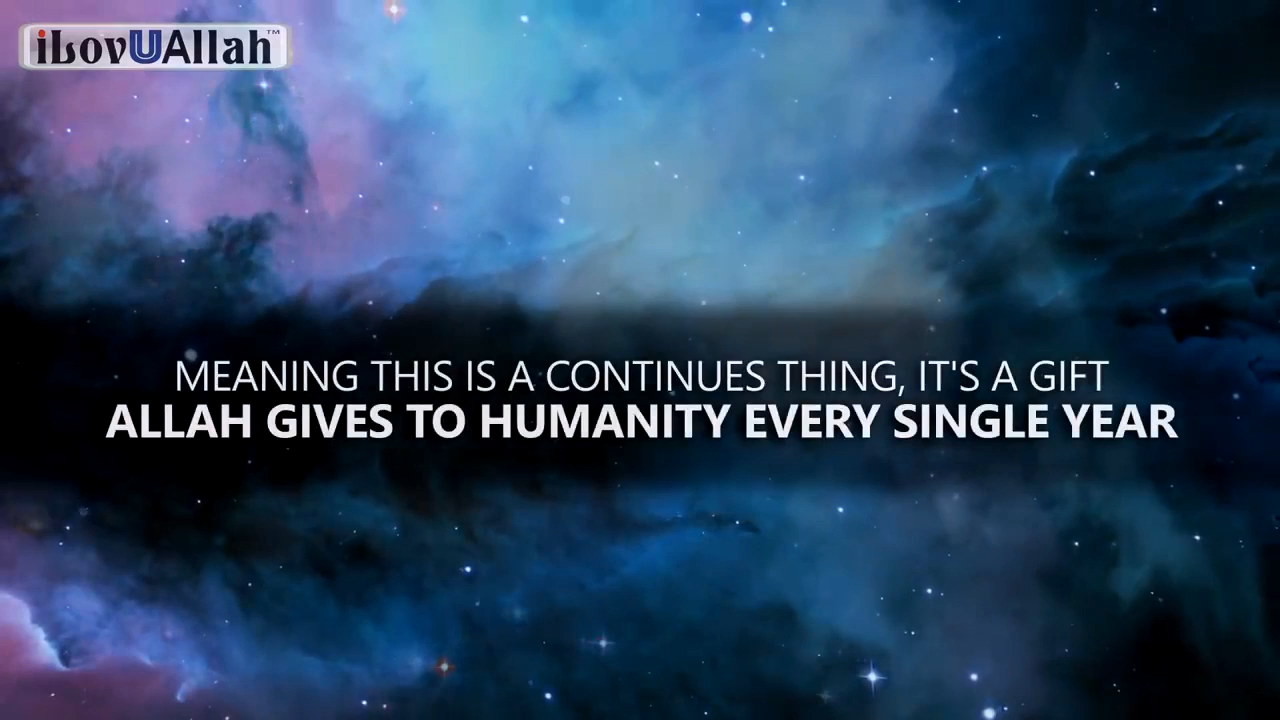 iLovUAllah™
MEANING THIS IS A CONTINUES THING, IT'S A GIFT
ALLAH GIVES TO HUMANITY EVERY SINGLE YEAR